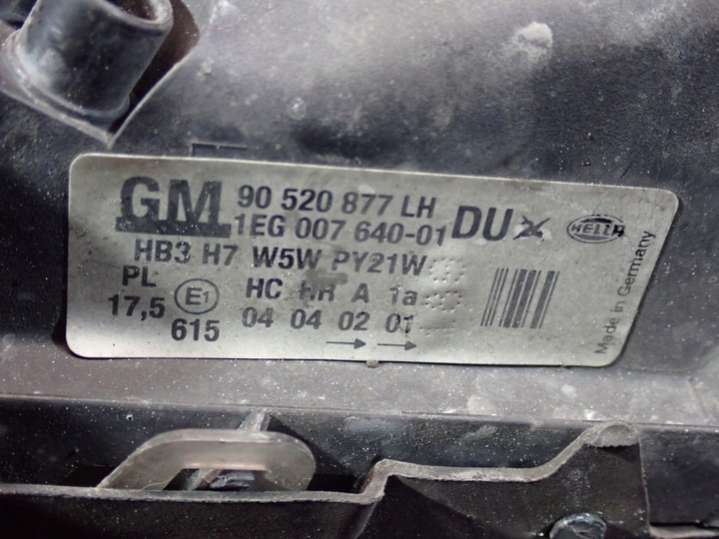 GM 90 520 877 LH
1EG 007 640-01 DU
HELLA
HB3 H7 W5W PY21W
PL HC HR A 1a
17,5 E1
615 04 04 02 01
Made in Germany